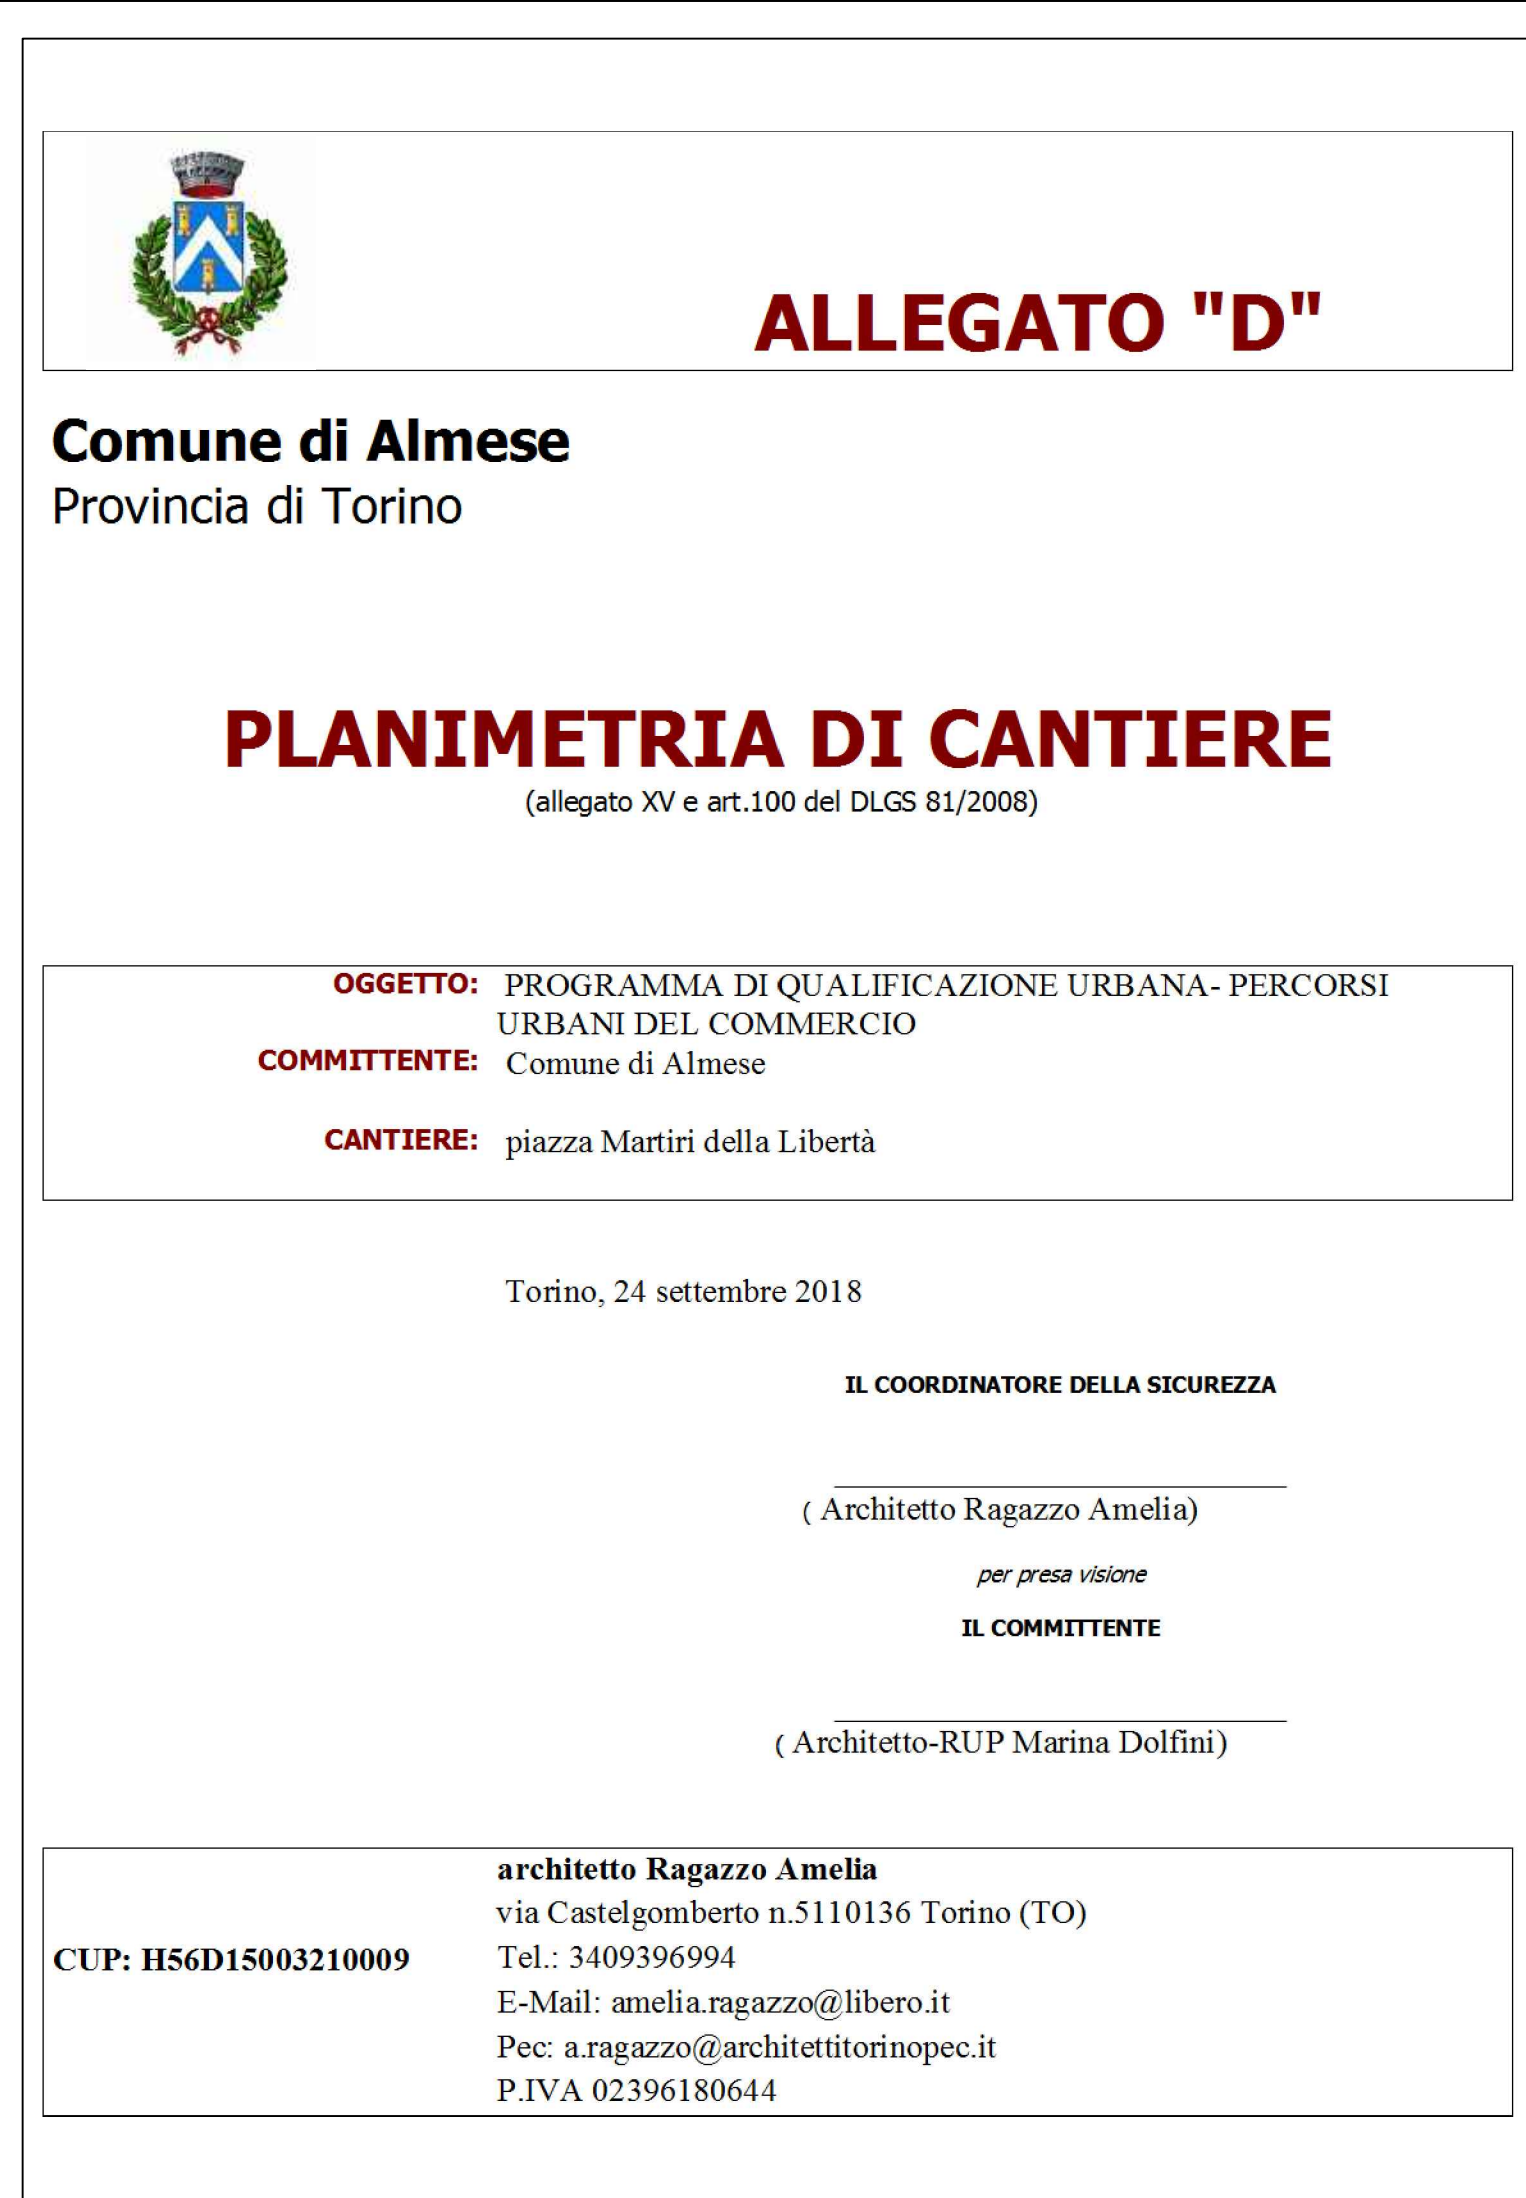 ALLEGATO "D"
Comune di Almese
Provincia di Torino
PLANIMETRIA DI CANTIERE
(allegato XV e art.100 del DLGS 81/2008)
OGGETTO: PROGRAMMA DI QUALIFICAZIONE URBANA- PERCORSI
URBANI DEL COMMERCIO
COMMITTENTE: Comune di Almese
CANTIERE: piazza Martiri della Libertà
Torino, 24 settembre 2018
IL COORDINATORE DELLA SICUREZZA
( Architetto Ragazzo Amelia)
per presa visione
IL COMMITTENTE
( Architetto-RUP Marina Dolfini)
architetto Ragazzo Amelia
via Castelgomberto n.5110136 Torino (TO)
CUP: H56D15003210009 Tel.: 3409396994
E-Mail: amelia.ragazzo@libero.it
Pec: a.ragazzo@architettitorinopec.it
P.IVA 02396180644